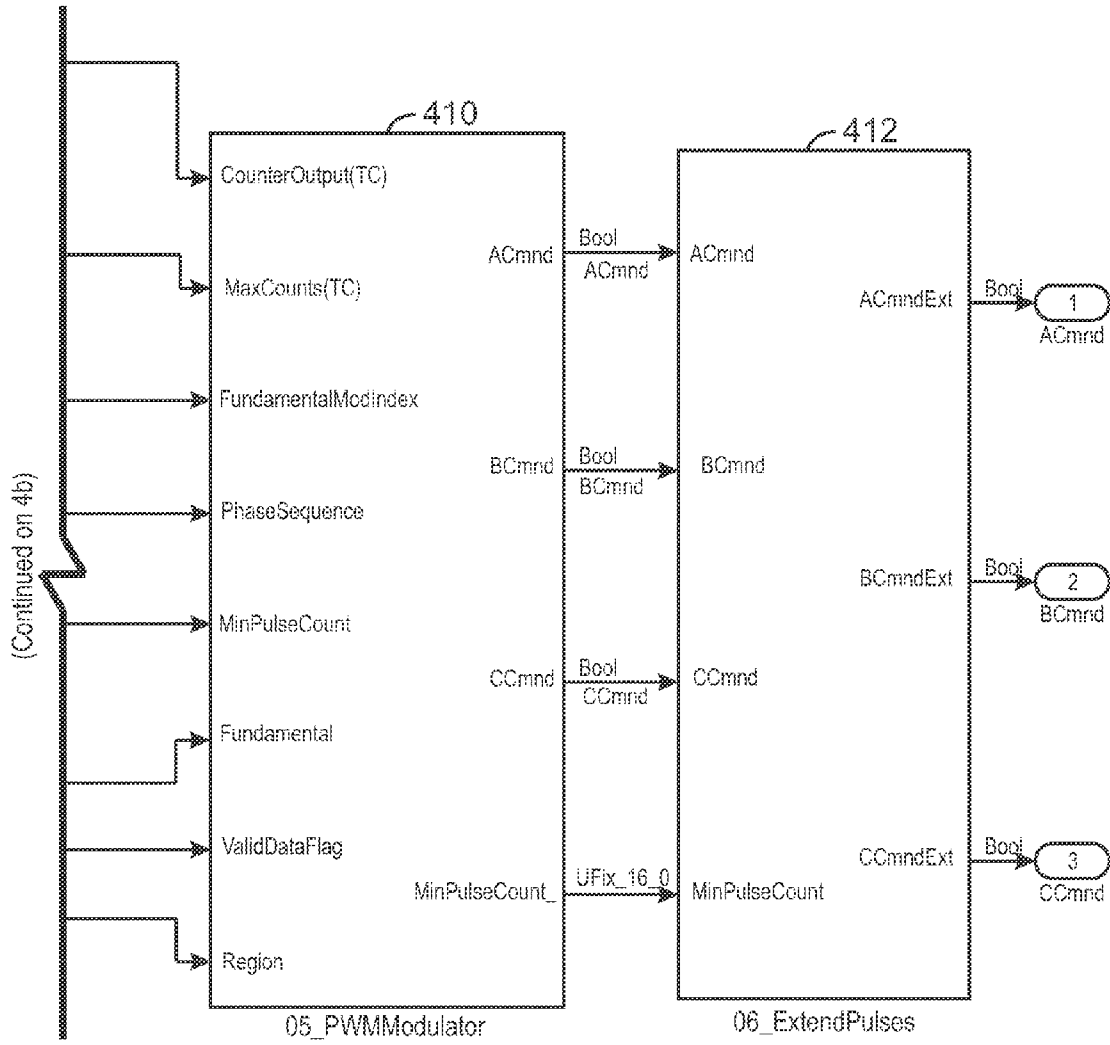 (Continued on 4b)
410
CounterOutput(TC)
MaxCounts(TC)
FundamentalModIndex
PhaseSequence
MinPulseCount
Fundamental
ValidDataFlag
Region
ACmnd
BCmnd
CCmnd
MinPulseCount_
05_PWMModulator
Bool
ACmnd
Bool
BCmnd
Bool
CCmnd
UFix_16_0
412
ACmnd
BCmnd
CCmnd
MinPulseCount
ACmndExt
BCmndExt
CCmndExt
06_ExtendPulses
Bool
1
ACmnd
Bool
2
BCmnd
Bool
3
CCmnd